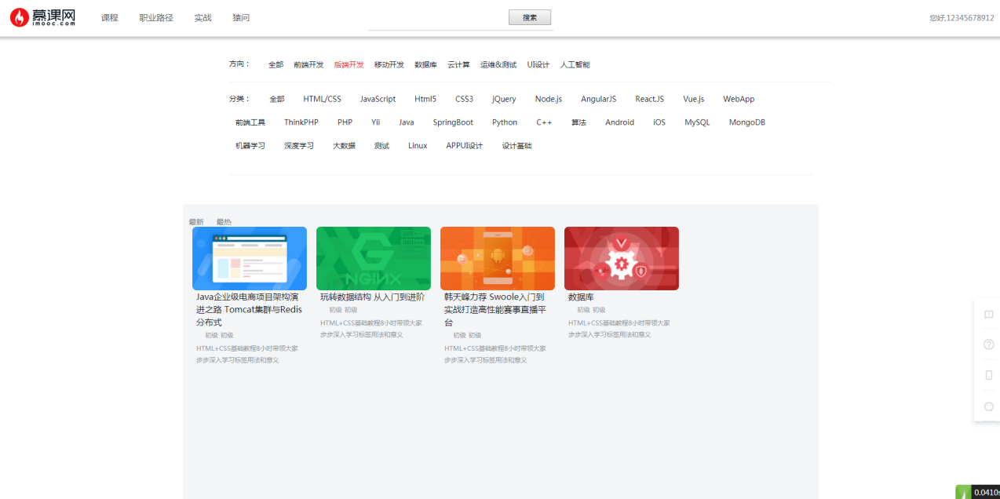 慕课网 课程 职业路径 实战 猿问 搜素 您好,12345678912
imooc.com
方向： 全部 前端开发 后端开发 移动开发 数据库 云计算 运维&测试 UI设计 人工智能
分类： 全部 HTML/CSS JavaScript Html5 CSS3 jQuery Node.js AngularJS React.JS Vue.js WebApp
前端工具 ThinkPHP PHP Yii Java SpringBoot Python C++ 算法 Android iOS MySQL MongoDB
机器学习 深度学习 大数据 测试 Linux APPUI设计 设计基础
最新 最热
NGiNX
Java企业级电商项目架构演
进之路 Tomcat集群与Redis
分布式
初级 初级
HTML+CSS基础教程8小时带领大家
步步深入学习标签用法和意义
玩转数据结构 从入门到进阶
初级 初级
HTML+CSS基础教程8小时带领大家
步步深入学习标签用法和意义
韩天峰力荐 Swoole入门到
实战打造高性能赛事直播平
台
初级 初级
HTML+CSS基础教程8小时带领大家
步步深入学习标签用法和意义
数据库
初级 初级
HTML+CSS基础教程8小时带领大家
步步深入学习标签用法和意义
0.0410s